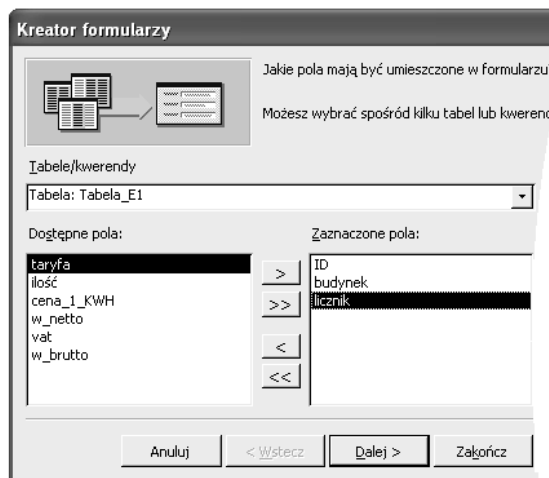 Kreator formularzy
Jakie pola mają być umieszczone w formularzu
Możesz wybrać spośród kilku tabel lub kwerend
Tabele/kwerendy
Tabela: Tabela_E1
Dostępne pola:
taryfa
ilość
cena_1_KWH
w_netto
vat
w_brutto
>
>>
<
<<
Zaznaczone pola:
ID
budynek
licznik
Anuluj
< Wstecz
Dalej >
Zakończ